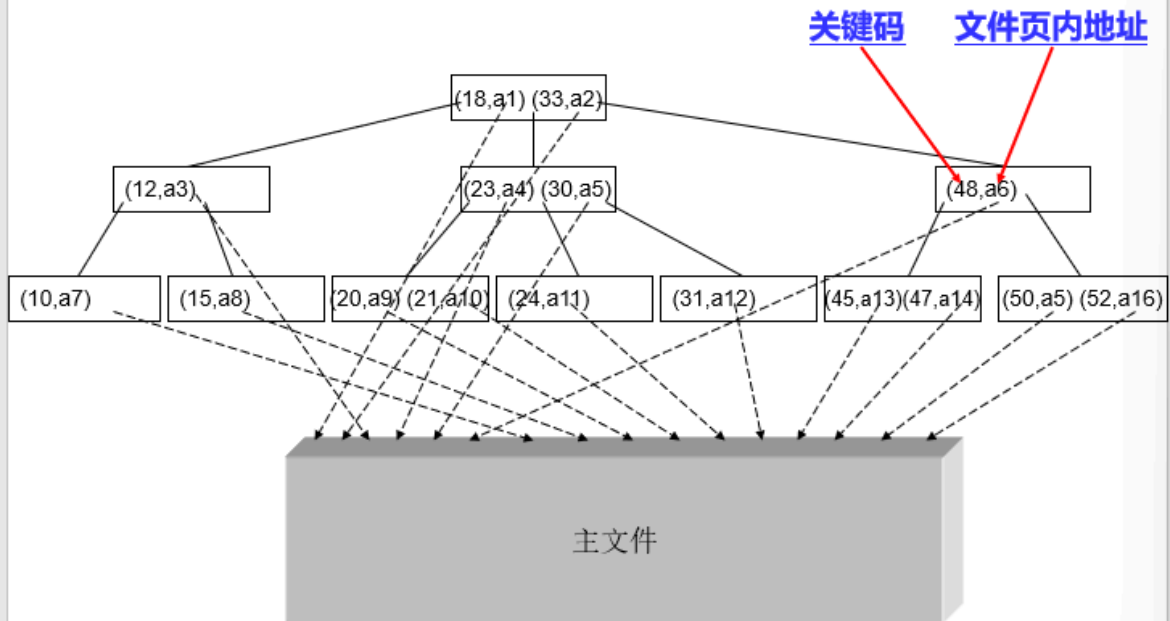 关键码 文件页内地址
(18,a1) (33,a2)
(12,a3) (23,a4) (30,a5) (48,a6)
(10,a7) (15,a8) (20,a9) (21,a10) (24,a11) (31,a12) (45,a13)(47,a14) (50,a5) (52,a16)
主文件